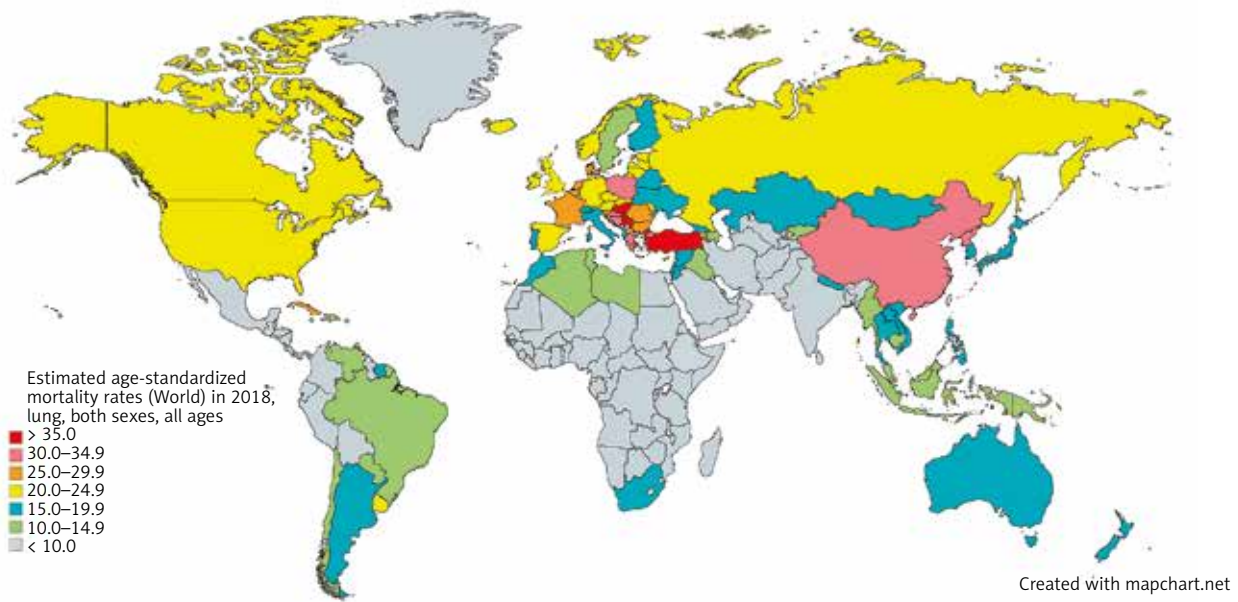 Estimated age-standardized
mortality rates (World) in 2018,
lung, both sexes, all ages
> 35.0
30.0–34.9
25.0–29.9
20.0–24.9
15.0–19.9
10.0–14.9
< 10.0
Created with mapchart.net